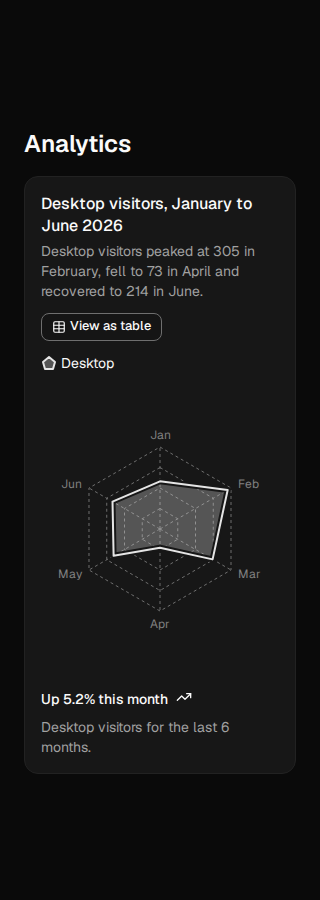 Analytics
Desktop visitors, January to
June 2026
Desktop visitors peaked at 305 in
February, fell to 73 in April and
recovered to 214 in June.
View as table
Desktop
Jan
Jun
Feb
May
Mar
Apr
Up 5.2% this month
Desktop visitors for the last 6
months.